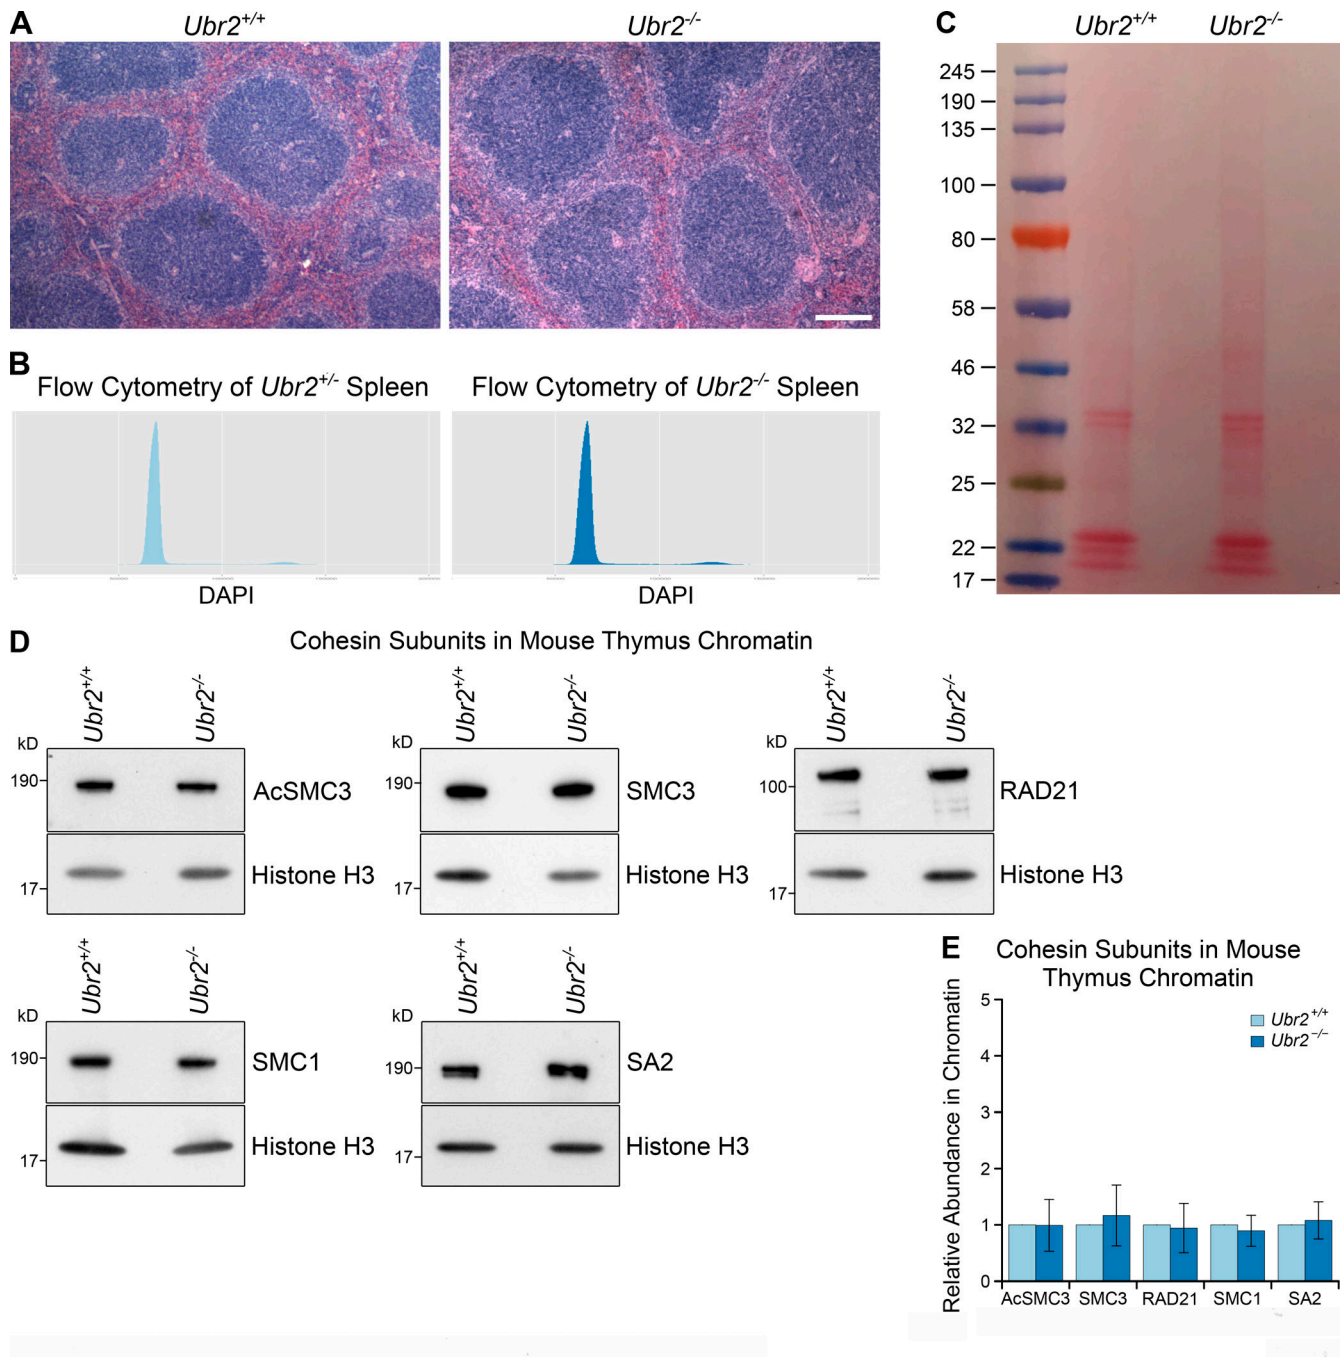 A
Ubr2+/+
Ubr2-/-
B
Flow Cytometry of Ubr2+/- Spleen
Flow Cytometry of Ubr2-/- Spleen
DAPI
DAPI
C
Ubr2+/+
Ubr2-/-
245
190
135
100
80
58
46
32
25
22
17
D
Cohesin Subunits in Mouse Thymus Chromatin
Ubr2+/+
Ubr2-/-
kD
190
AcSMC3
17
Histone H3
Ubr2+/+
Ubr2-/-
kD
190
SMC3
Histone H3
17
Ubr2+/+
Ubr2-/-
kD
100
RAD21
Histone H3
17
Ubr2+/+
Ubr2-/-
kD
190
SMC1
Histone H3
17
Ubr2+/+
Ubr2-/-
kD
190
SA2
Histone H3
17
E
Cohesin Subunits in Mouse
Thymus Chromatin
Relative Abundance in Chromatin
5
4
3
2
1
0
Ubr2+/+
Ubr2−/−
AcSMC3
SMC3
RAD21
SMC1
SA2